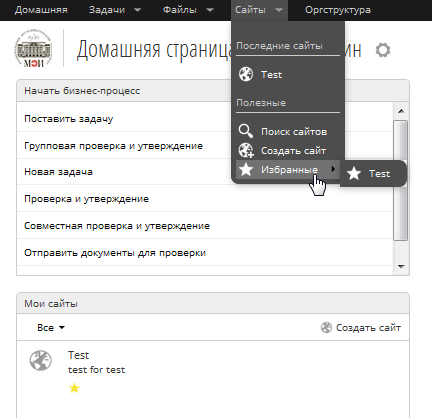 Домашняя Задачи Файлы Сайты Оргструктура
МЭИ
Домашняя страница ин
Последние сайты
Test
Полезные
Поиск сайтов
Создать сайт
Избранные Test
Начать бизнес-процесс
Поставить задачу
Групповая проверка и утверждение
Новая задача
Проверка и утверждение
Совместная проверка и утверждение
Отправить документы для проверки
Мои сайты
Все Создать сайт
Test
test for test